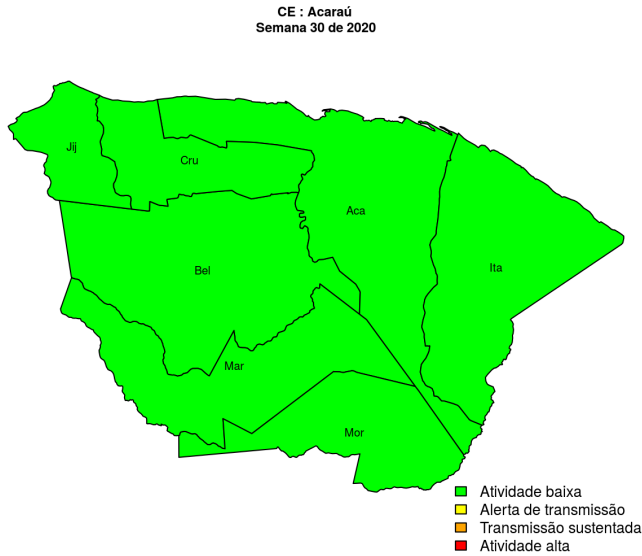 CE : Acaraú
Semana 30 de 2020
Jij
Cru
Aca
Bel
Ita
Mar
Mor
Atividade baixa
Alerta de transmissão
Transmissão sustentada
Atividade alta